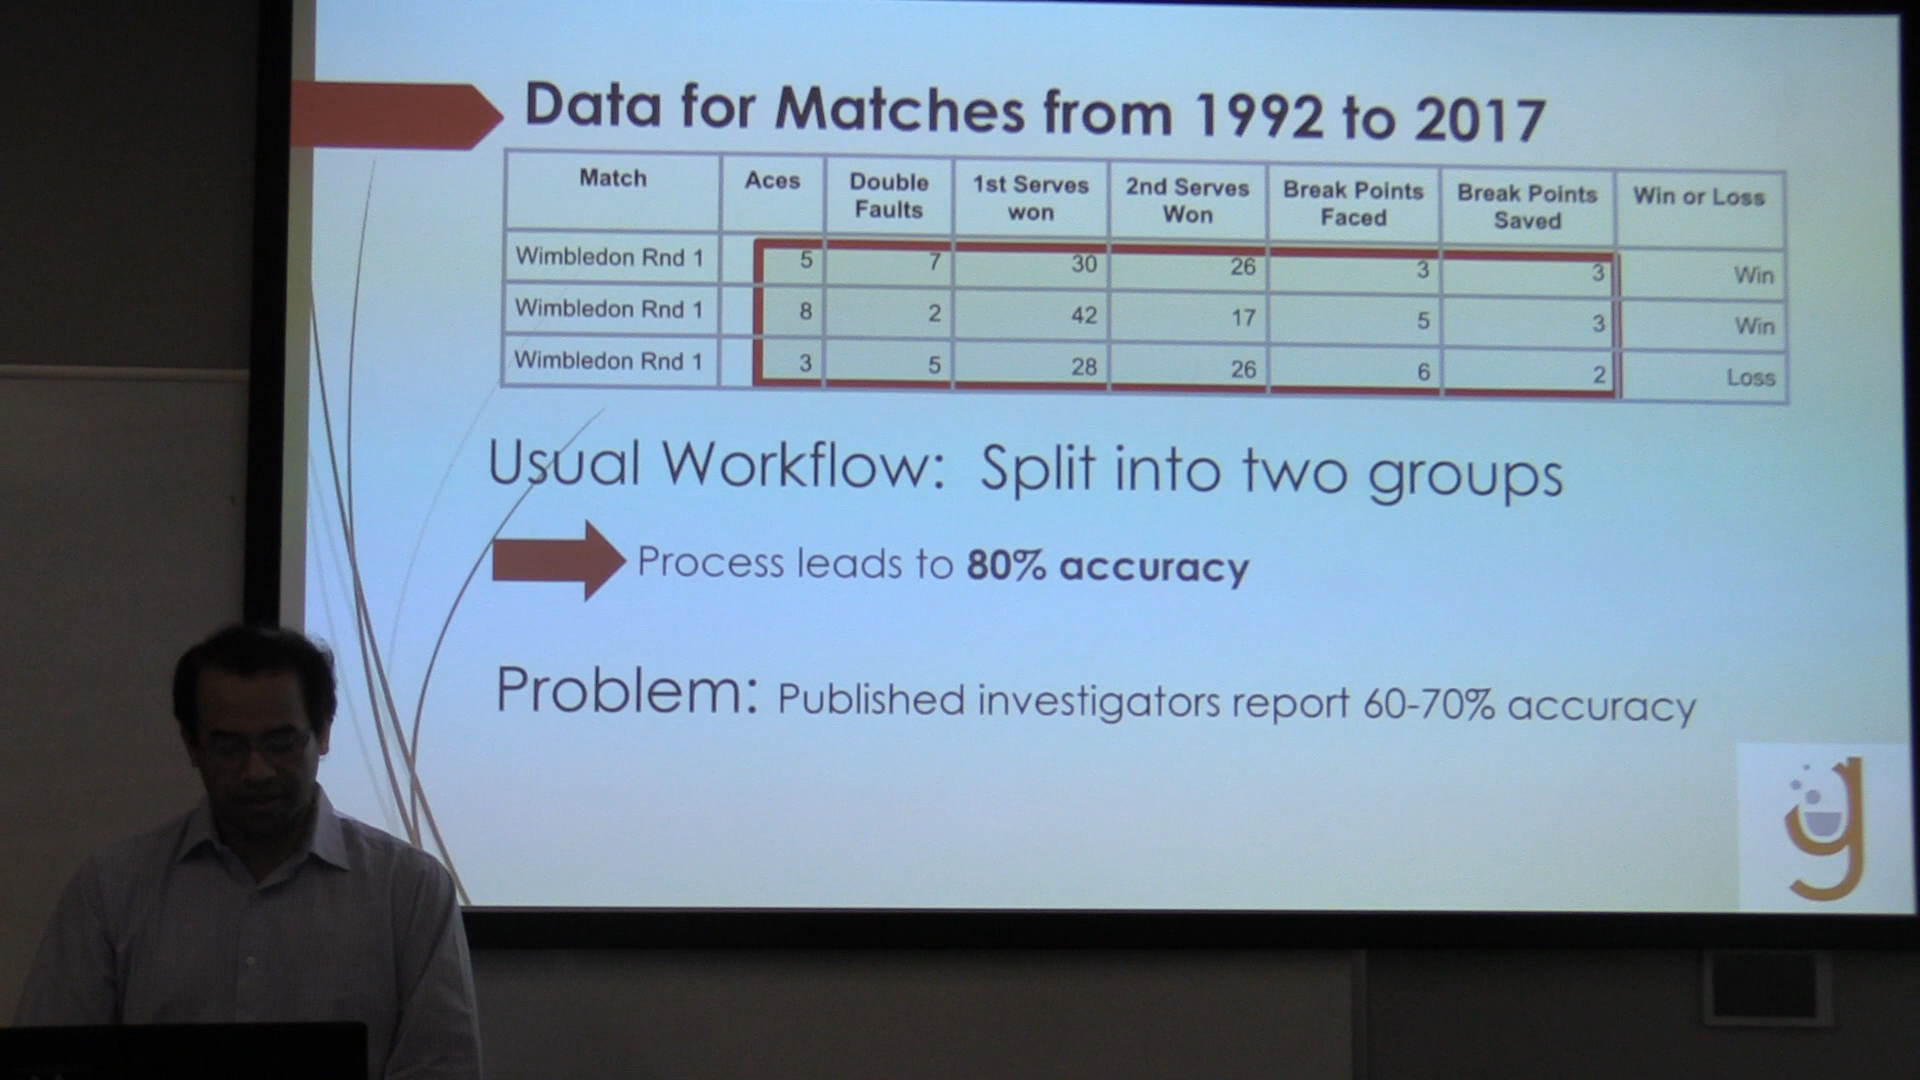 Data for Matches from 1992 to 2017
Match Aces Double Faults 1st Serves won 2nd Serves Won Break Points Faced Break Points Saved Win or Loss
Wimbledon Rnd 1 5 7 30 26 3 3 Win
Wimbledon Rnd 1 8 2 42 17 5 3 Win
Wimbledon Rnd 1 3 5 28 26 6 2 Loss
Usual Workflow: Split into two groups
Process leads to 80% accuracy
Problem: Published investigators report 60-70% accuracy
g